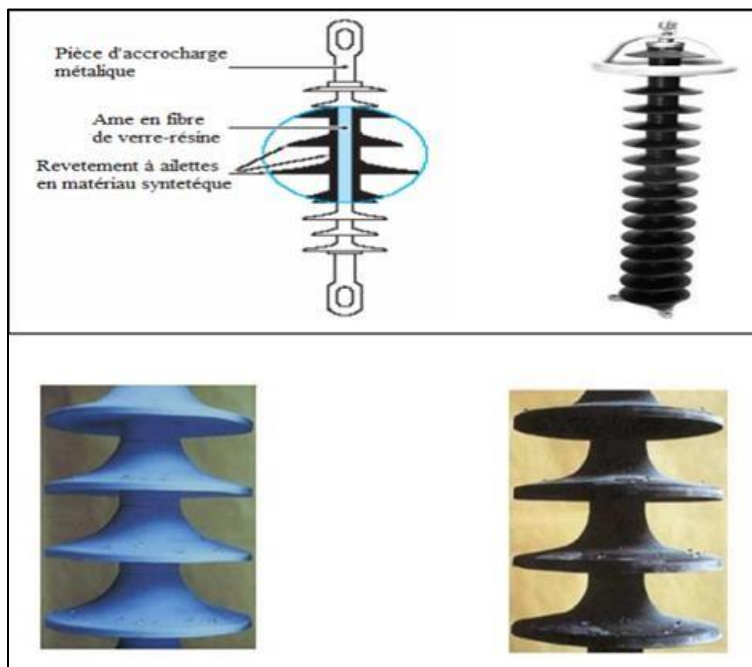 Pièce d'accrocharge
métalique
Ame en fibre
de verre-résine
Revetement à ailettes
en matériau syntetéque